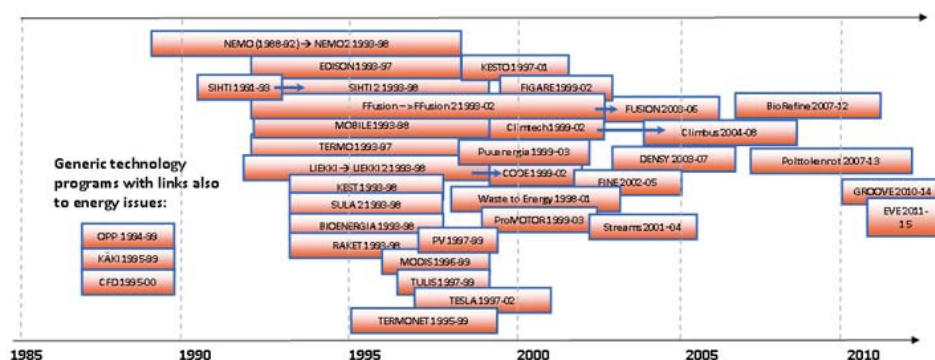 NEMO (1988-92) → NEMO2 1993-98
EDISON 1993-97
KESTO 1997-01
SIHTI 1991-93
SIHTI 2 1993-98
FIGARE 1999-02
FFusion -->FFusion 2 1993-02
FUSION 2003-06
BioRefine 2007-12
MOBILE 1993-98
Climtech 1999-02
Climbus 2004-08
TERMO 1993-97
Puuenergia 1999-03
DENSY 2003-07
Polttokennot 2007-13
LIEKKI → LIEKKI 2 1993-98
CODE 1999-02
FINE 2002-05
GROOVE 2010-14
KEST 1993-98
Waste to Energy 1998-01
EVE 2011-
15
SULA 2 1993-98
ProMOTOR 1999-03
Streams 2001-04
BIOENERGIA 1993-98
PV 1997-99
RAKET 1993-98
MODIS 1996-99
TULIS 1997-99
TESLA 1997-02
TERMONET 1995-99
Generic technology
programs with links also
to energy issues:
OPP 1994-99
KÄKI 1995-99
CFD 1995-00
1985 1990 1995 2000 2005 2010